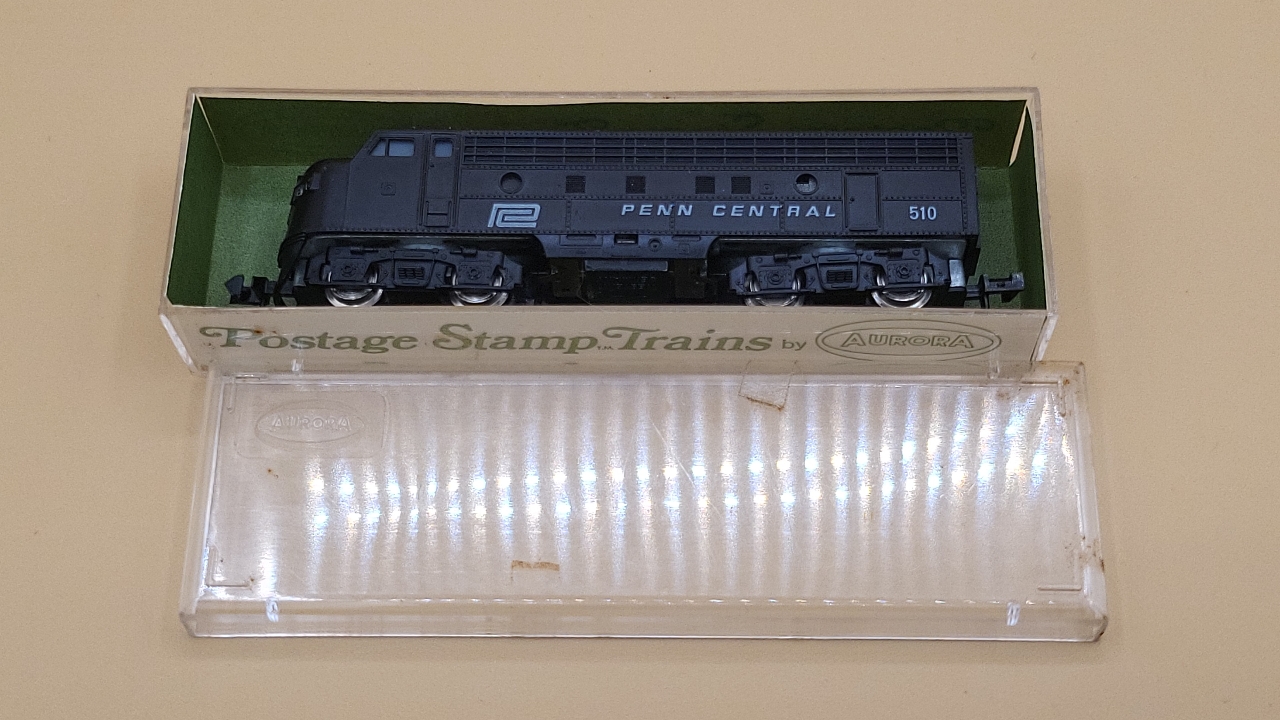 PENN CENTRAL 510
Postage Stamp Trains by AURORA
AURORA